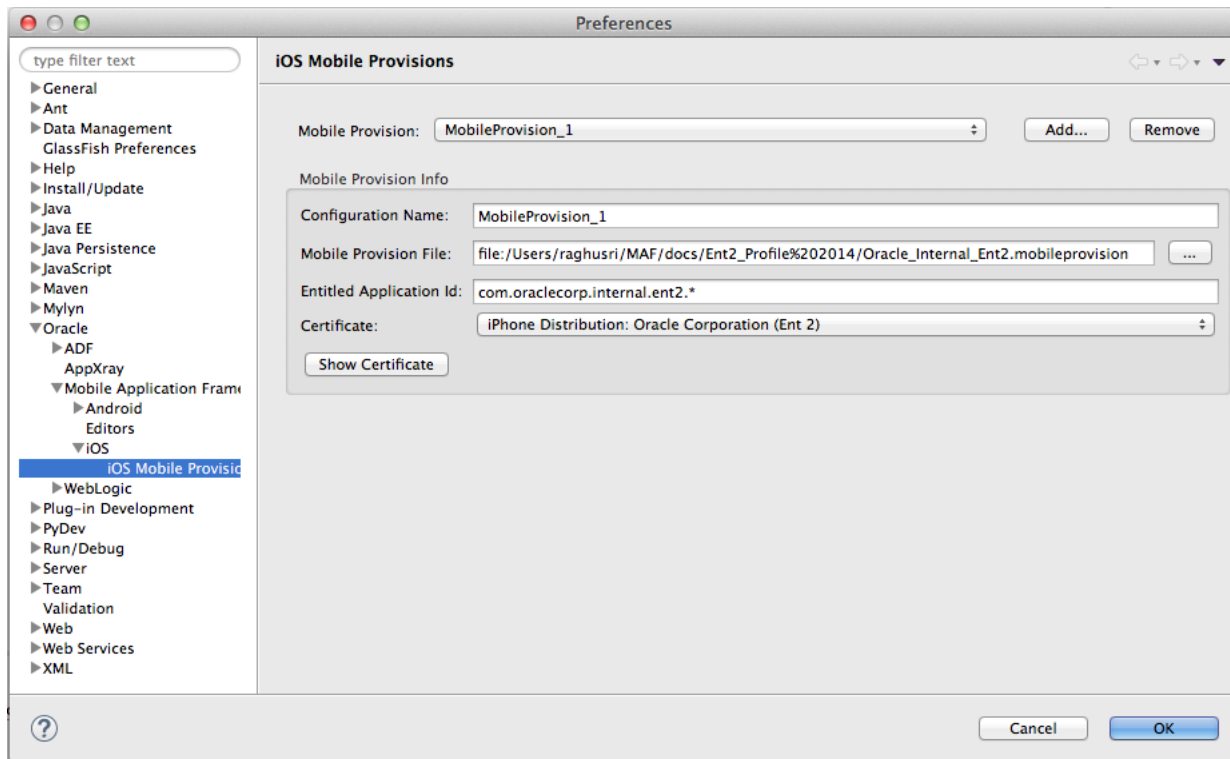 Preferences
type filter text
General
Ant
Data Management
GlassFish Preferences
Help
Install/Update
Java
Java EE
Java Persistence
JavaScript
Maven
Mylyn
Oracle
ADF
AppXray
Mobile Application Frame
Android
Editors
iOS
iOS Mobile Provisio
WebLogic
Plug-in Development
PyDev
Run/Debug
Server
Team
Validation
Web
Web Services
XML
iOS Mobile Provisions
Mobile Provision: MobileProvision_1 Add... Remove
Mobile Provision Info
Configuration Name: MobileProvision_1
Mobile Provision File: file:/Users/raghusri/MAF/docs/Ent2_Profile%202014/Oracle_Internal_Ent2.mobileprovision ...
Entitled Application Id: com.oraclecorp.internal.ent2.*
Certificate: iPhone Distribution: Oracle Corporation (Ent 2)
Show Certificate
? Cancel OK